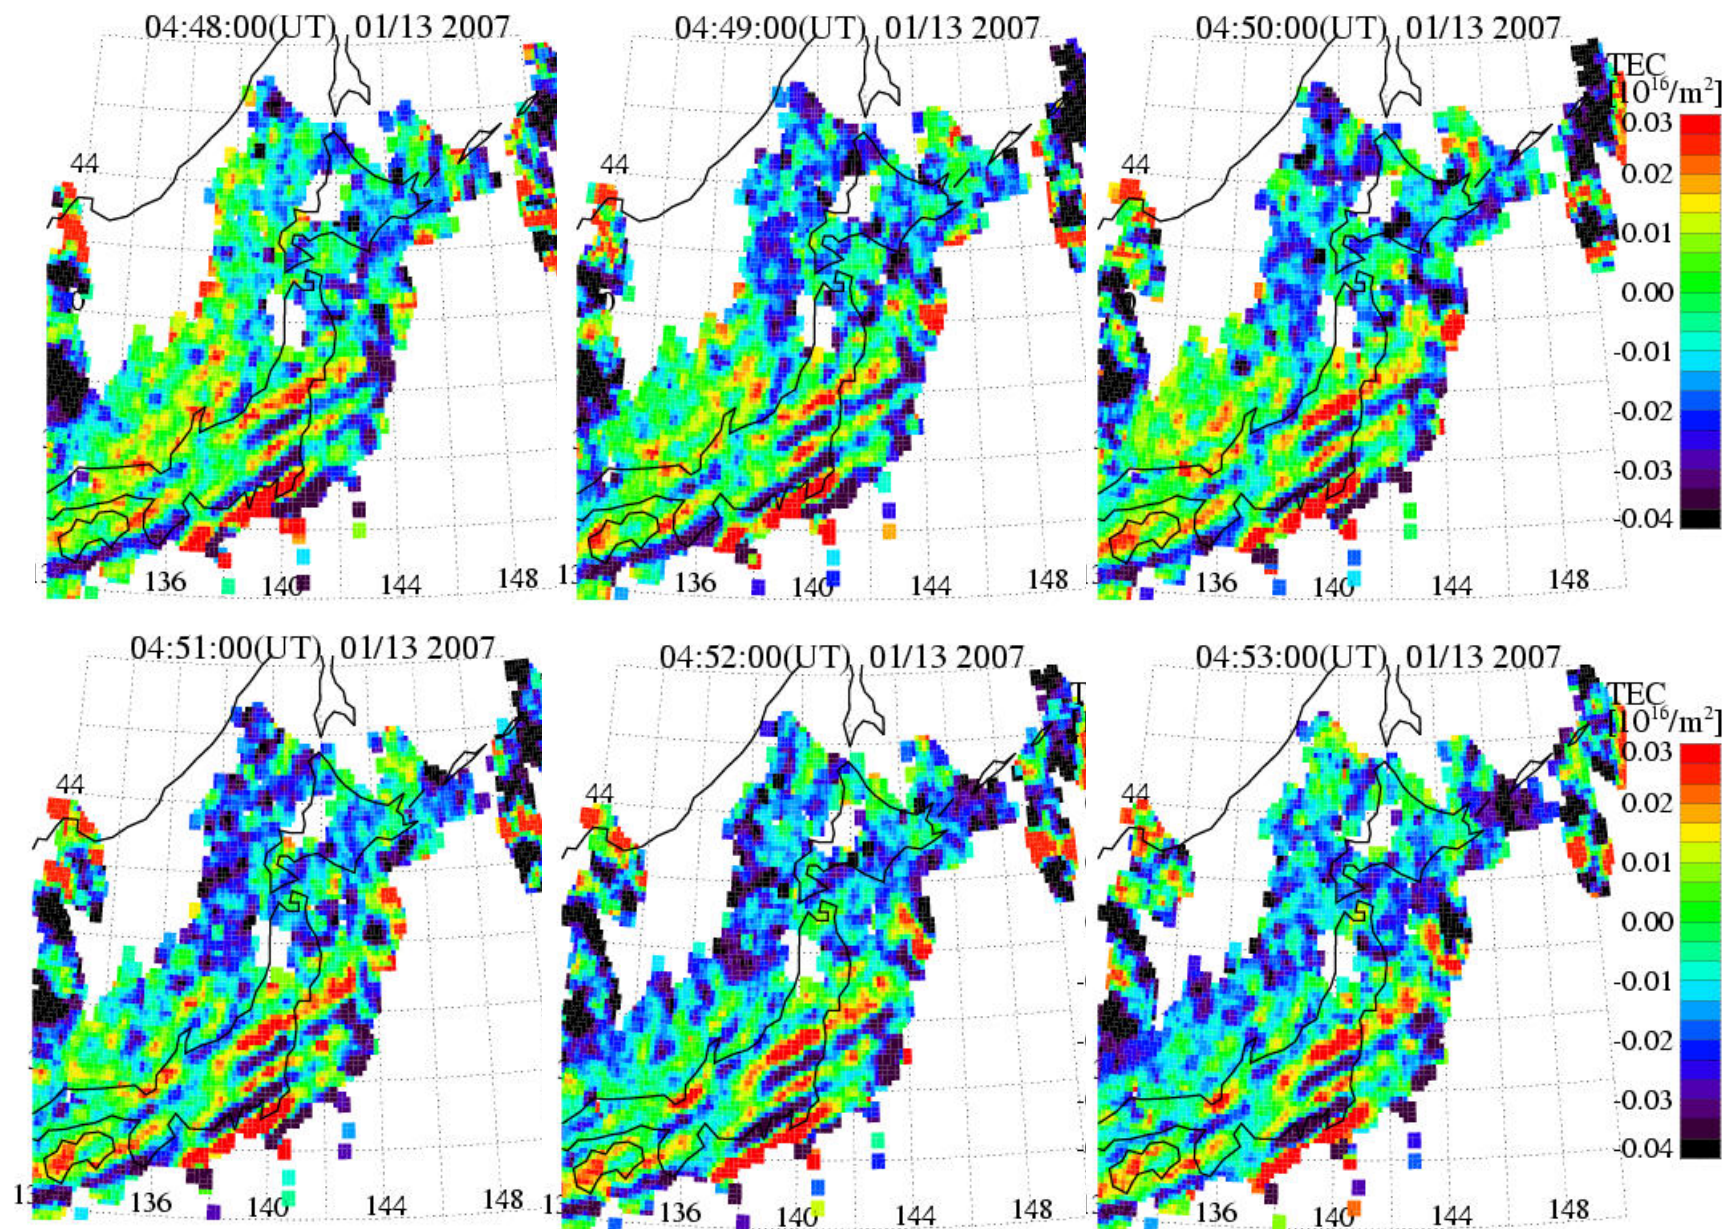 04:48:00(UT) 01/13 2007
04:49:00(UT) 01/13 2007
04:50:00(UT) 01/13 2007
TEC
[10¹⁶/m²]
0.03
0.02
0.01
0.00
-0.01
-0.02
-0.03
-0.04
44
44
44
136 140 144 148
136 140 144 148
136 140 144 148
04:51:00(UT) 01/13 2007
04:52:00(UT) 01/13 2007
04:53:00(UT) 01/13 2007
TEC
[10¹⁶/m²]
0.03
0.02
0.01
0.00
-0.01
-0.02
-0.03
-0.04
44
44
44
136 140 144 148
136 140 144 148
136 140 144 148